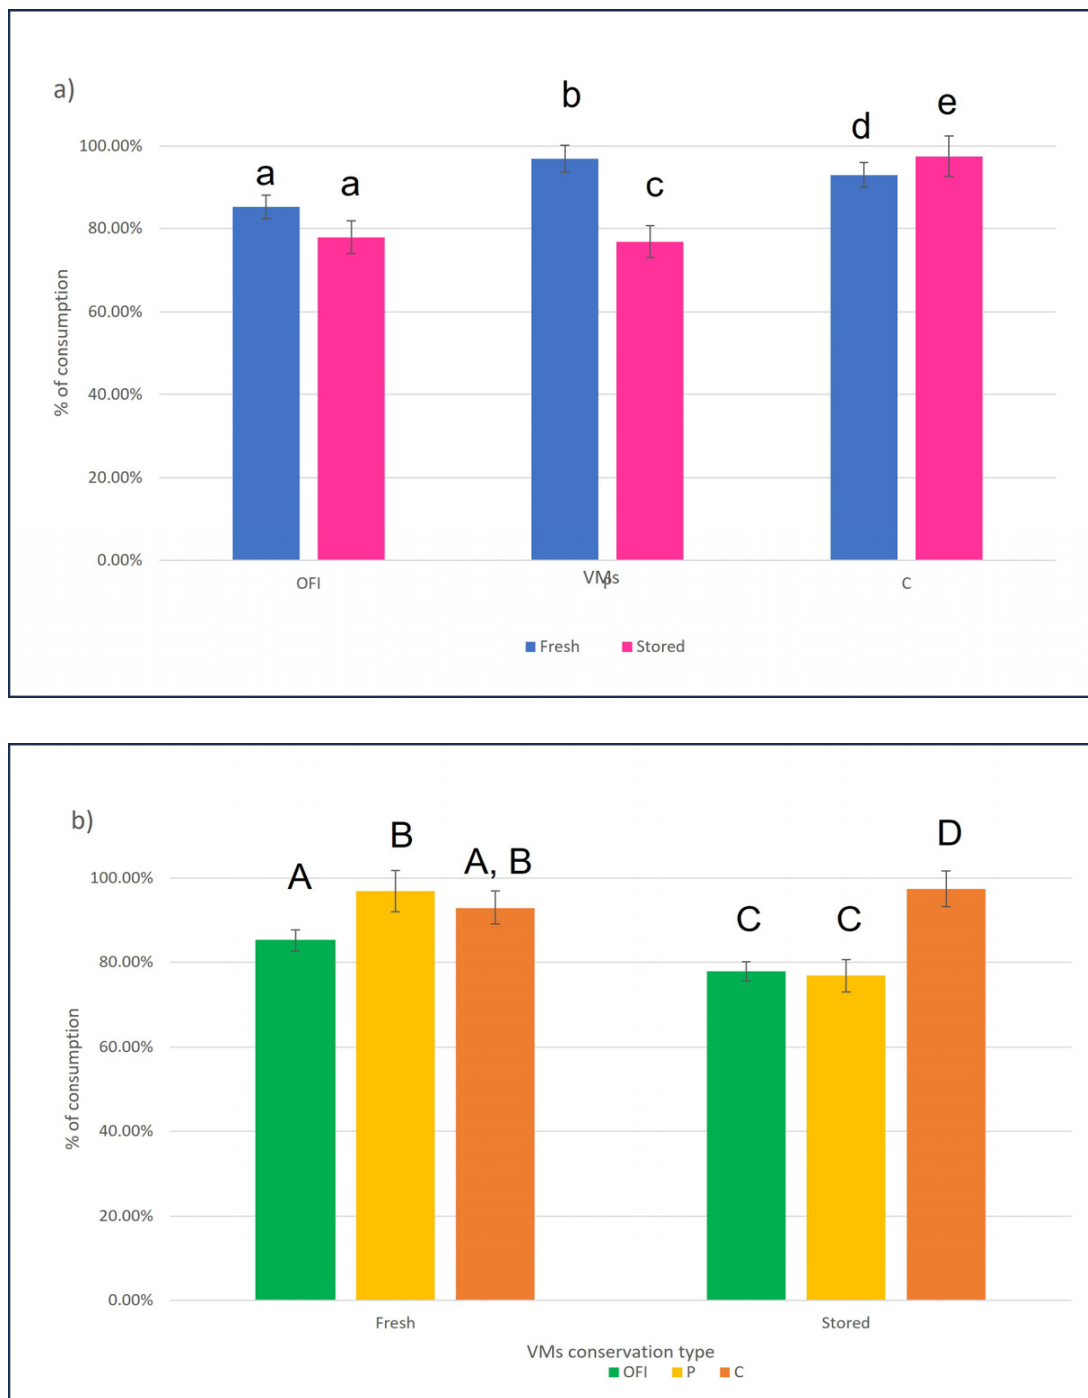 a)
b
e
d
a
a
c
100.00%
80.00%
60.00%
40.00%
20.00%
0.00%
% of consumption
OFI
P
C
VMs
Fresh
Stored
b)
B
D
A, B
A
C
C
100.00%
80.00%
60.00%
40.00%
20.00%
0.00%
% of consumption
Fresh
Stored
VMs conservation type
OFI
P
C